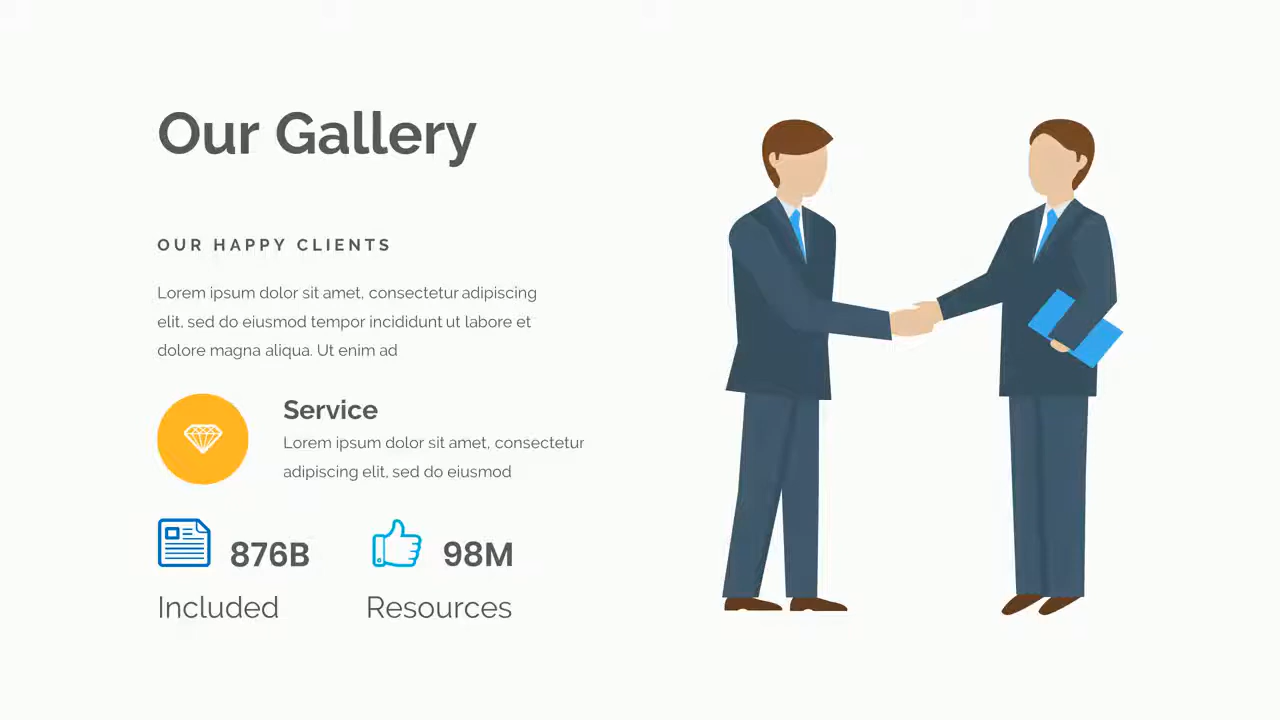 Our Gallery
OUR HAPPY CLIENTS
Lorem ipsum dolor sit amet, consectetur adipiscing
elit, sed do eiusmod tempor incididunt ut labore et
dolore magna aliqua. Ut enim ad
Service
Lorem ipsum dolor sit amet, consectetur
adipiscing elit, sed do eiusmod
876B
98M
Included
Resources